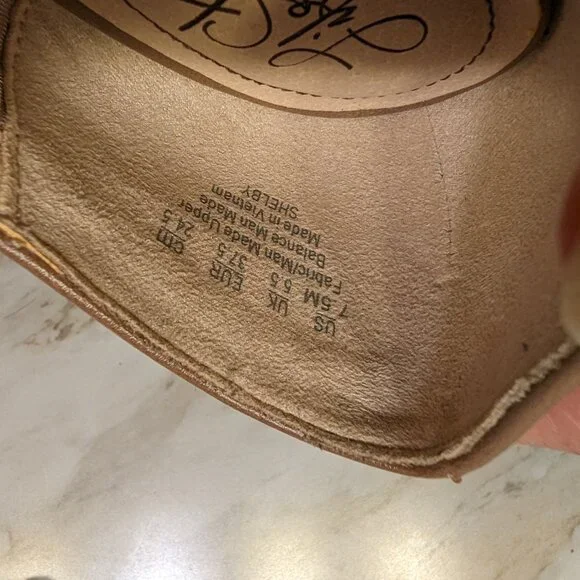 US UK EUR cm
7.5M 5.5 37.5 24.5
Fabric/Man Made Upper
Balance Man Made
Made in Vietnam
SHELBY
Life